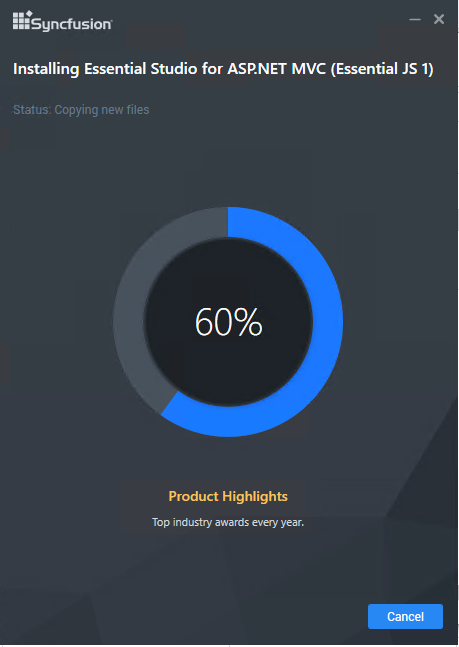 Syncfusion
Installing Essential Studio for ASP.NET MVC (Essential JS 1)
Status: Copying new files
60%
Product Highlights
Top industry awards every year.
Cancel